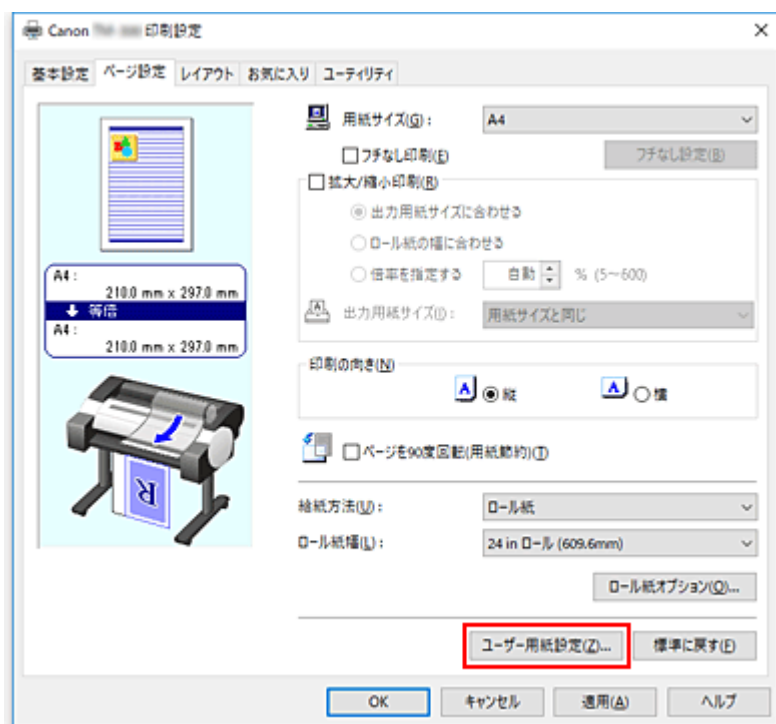 Canon 印刷設定
基本設定 ページ設定 レイアウト お気に入り ユーティリティ
用紙サイズ(G): A4
フチなし印刷(E) フチなし設定(B)
拡大/縮小印刷(R)
出力用紙サイズに合わせる
ロール紙の幅に合わせる
倍率を指定する 自動 % (5~600)
出力用紙サイズ(I): 用紙サイズと同じ
A4:
210.0 mm x 297.0 mm
等倍
A4:
210.0 mm x 297.0 mm
印刷の向き(N)
A 縦 A 横
ページを90度回転(用紙節約)(T)
R
給紙方法(U): ロール紙
ロール紙幅(L): 24 in ロール (609.6mm)
ロール紙オプション(Q)...
ユーザー用紙設定(Z)... 標準に戻す(F)
OK キャンセル 適用(A) ヘルプ